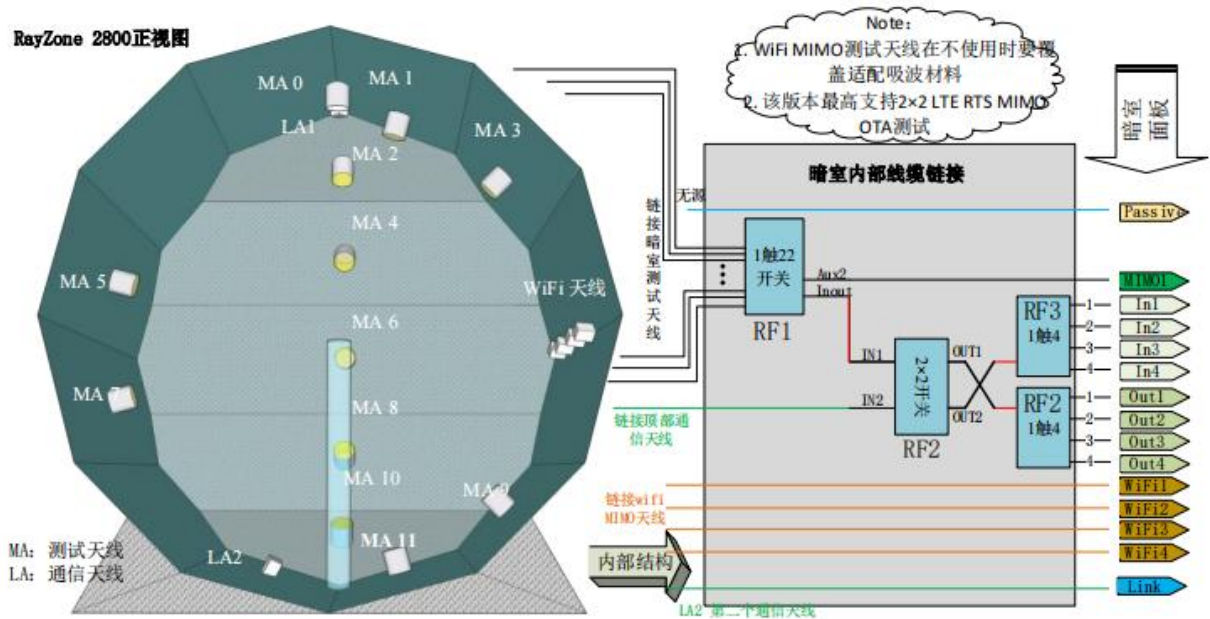 RayZone 2800正视图
MA 0
MA 1
LA1
MA 3
MA 2
MA 4
MA 5
WiFi 天线
MA 6
MA 7
MA 8
MA 10
MA 9
LA2
MA 11
MA：测试天线
LA：通信天线
Note：
1. WiFi MIMO测试天线在不使用时要覆
盖适配吸波材料
2. 该版本最高支持2×2 LTE RTS MIMO
OTA测试
暗室
面板
暗室内部线缆链接
无源
链接暗室测试天线
1触22
开关
RF1
Aux2
Inout
IN1
IN2
2×2开关
RF2
OUT1
OUT2
RF3
1触4
1
2
3
4
RF2
1触4
1
2
3
4
链接顶部通
信天线
链接wifi
MIMO天线
内部结构
LA2 第二个通信天线
Passive
MIMO1
In1
In2
In3
In4
Out1
Out2
Out3
Out4
WiFi1
WiFi2
WiFi3
WiFi4
Link